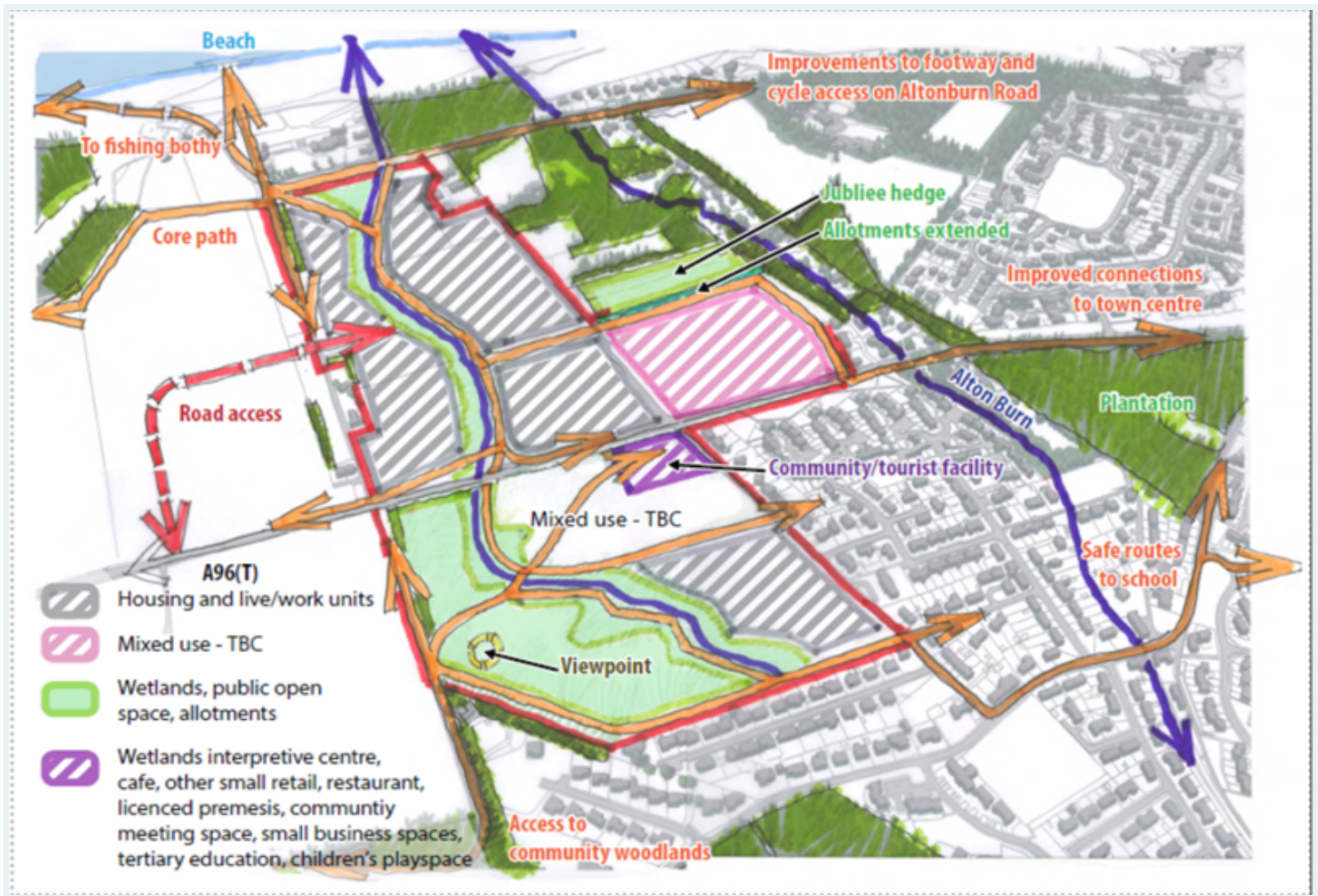 Beach
Improvements to footway and
cycle access on Altonburn Road
To fishing bothy
Jubliee hedge
Core path
Allotments extended
Improved connections
to town centre
Road access
Alton Burn
Plantation
Community/tourist facility
Mixed use - TBC
Safe routes
to school
A96(T)
Housing and live/work units
Mixed use - TBC
Viewpoint
Wetlands, public open
space, allotments
Wetlands interpretive centre,
cafe, other small retail, restaurant,
licenced premesis, communtiy
meeting space, small business spaces,
tertiary education, children's playspace
Access to
community woodlands